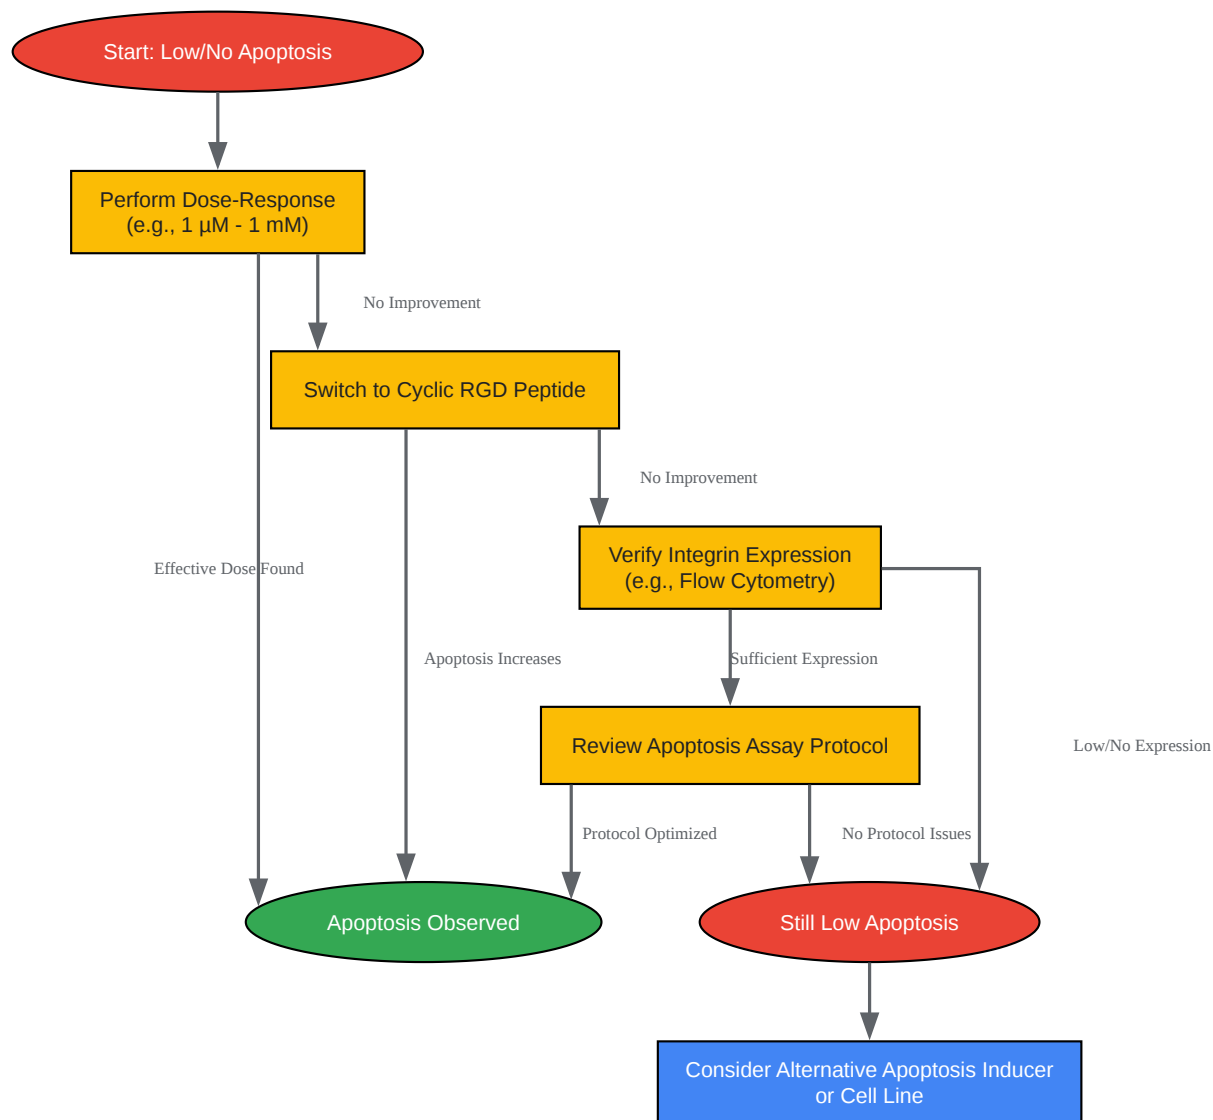 Start: Low/No Apoptosis
Perform Dose-Response
(e.g., 1 µM - 1 mM)
No Improvement
Switch to Cyclic RGD Peptide
No Improvement
Verify Integrin Expression
(e.g., Flow Cytometry)
Effective Dose Found
Apoptosis Increases
Sufficient Expression
Review Apoptosis Assay Protocol
Low/No Expression
Protocol Optimized
No Protocol Issues
Apoptosis Observed
Still Low Apoptosis
Consider Alternative Apoptosis Inducer
or Cell Line